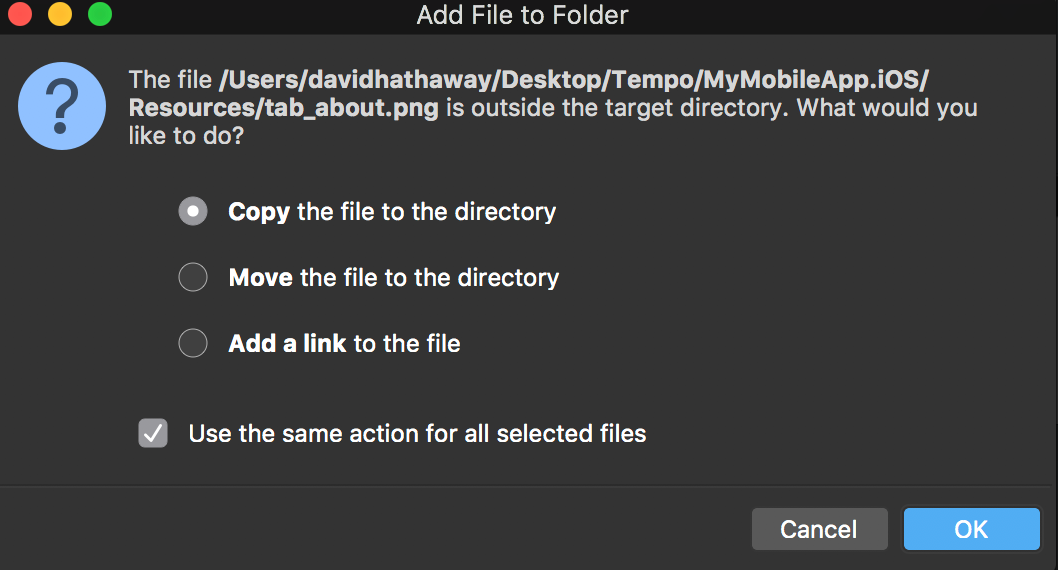 Add File to Folder
The file /Users/davidhathaway/Desktop/Tempo/MyMobileApp.iOS/
Resources/tab_about.png is outside the target directory. What would you
like to do?
Copy the file to the directory
Move the file to the directory
Add a link to the file
Use the same action for all selected files
Cancel
OK